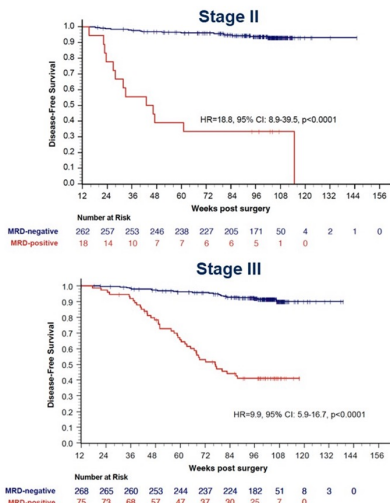 Stage II
1.0
0.9
0.8
0.7
0.6
0.5
0.4
0.3
0.2
0.1
0.0
Disease-Free Survival
HR=18.8, 95% CI: 8.9-39.5, p<0.0001
12 24 36 48 60 72 84 96 108 120 132 144 156
Weeks post surgery
Number at Risk
MRD-negative 262 257 253 246 238 227 205 171 50 4 2 1 0
MRD-positive 18 14 10 7 7 6 6 5 1 0
Stage III
1.0
0.9
0.8
0.7
0.6
0.5
0.4
0.3
0.2
0.1
0.0
Disease-Free Survival
HR=9.9, 95% CI: 5.9-16.7, p<0.0001
12 24 36 48 60 72 84 96 108 120 132 144 156
Weeks post surgery
Number at Risk
MRD-negative 268 265 260 253 244 237 224 182 51 8 3 0
MRD-positive 75 73 68 57 47 37 30 25 7 0